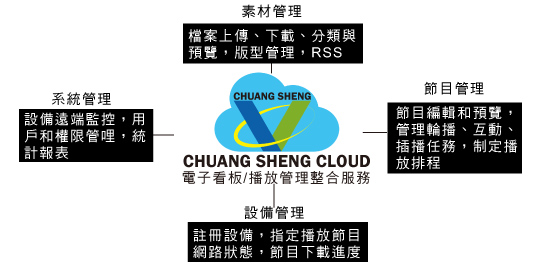 素材管理
檔案上傳、下載、分類與
預覽，版型管理，RSS
系統管理
設備遠端監控，用
戶和權限管哩，統
計報表
CHUANG SHENG
CHUANG SHENG CLOUD
電子看板/播放管理整合服務
節目管理
節目編輯和預覽，
管理輪播、互動、
插播任務，制定播
放排程
設備管理
註冊設備，指定播放節目
網路狀態，節目下載進度